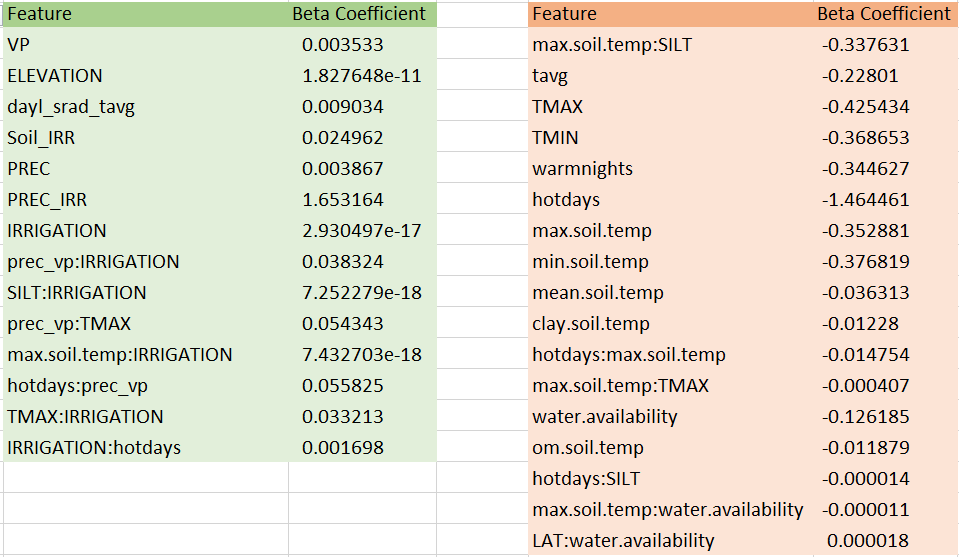 Feature Beta Coefficient
VP 0.003533
ELEVATION 1.827648e-11
dayl_srad_tavg 0.009034
Soil_IRR 0.024962
PREC 0.003867
PREC_IRR 1.653164
IRRIGATION 2.930497e-17
prec_vp:IRRIGATION 0.038324
SILT:IRRIGATION 7.252279e-18
prec_vp:TMAX 0.054343
max.soil.temp:IRRIGATION 7.432703e-18
hotdays:prec_vp 0.055825
TMAX:IRRIGATION 0.033213
IRRIGATION:hotdays 0.001698
Feature Beta Coefficient
max.soil.temp:SILT -0.337631
tavg -0.22801
TMAX -0.425434
TMIN -0.368653
warmnights -0.344627
hotdays -1.464461
max.soil.temp -0.352881
min.soil.temp -0.376819
mean.soil.temp -0.036313
clay.soil.temp -0.01228
hotdays:max.soil.temp -0.014754
max.soil.temp:TMAX -0.000407
water.availability -0.126185
om.soil.temp -0.011879
hotdays:SILT -0.000014
max.soil.temp:water.availability -0.000011
LAT:water.availability 0.000018